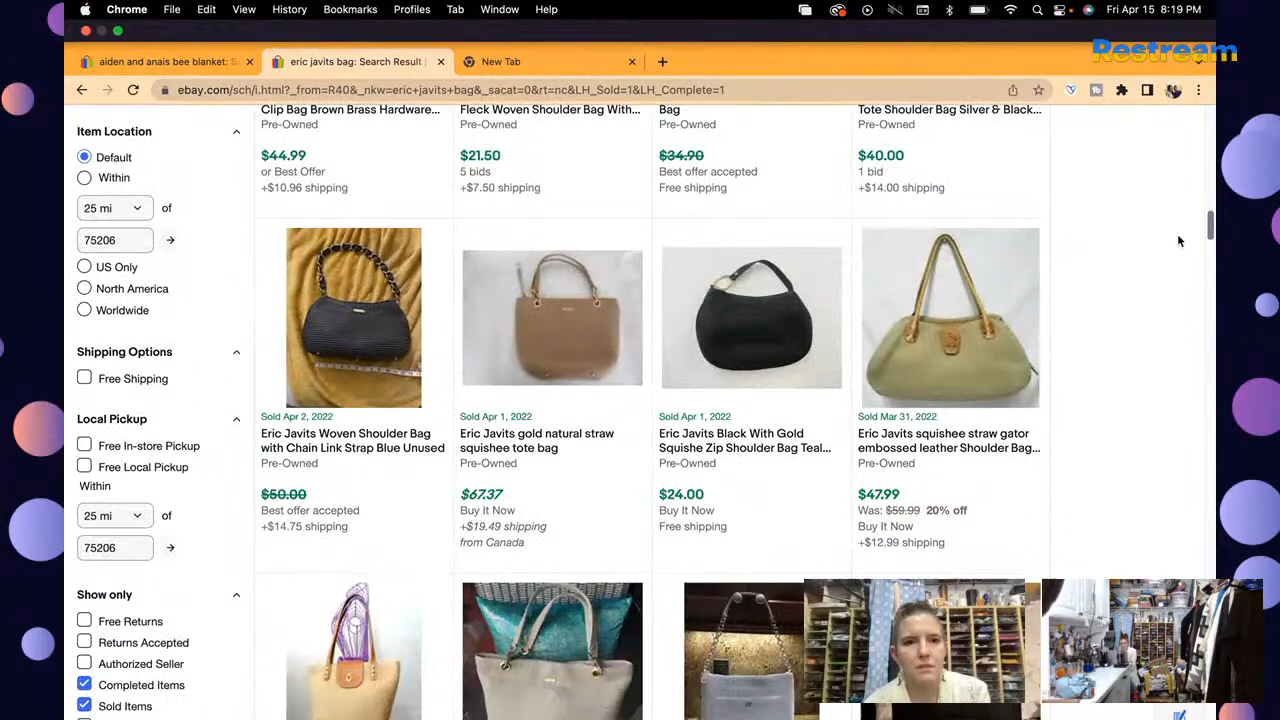 Chrome File Edit View History Bookmarks Profiles Tab Window Help Fri Apr 15 8:19 PM
Restream
aiden and anais bee blanket: S
eric javits bag: Search Result
New Tab
ebay.com/sch/i.html?_from=R40&_nkw=eric+javits+bag&_sacat=0&rt=nc&LH_Sold=1&LH_Complete=1
Item Location
Default
Within
25 mi of
75206
US Only
North America
Worldwide
Shipping Options
Free Shipping
Local Pickup
Free In-store Pickup
Free Local Pickup
Within
25 mi of
75206
Show only
Free Returns
Returns Accepted
Authorized Seller
Completed Items
Sold Items
Clip Bag Brown Brass Hardware...
Pre-Owned
$44.99
or Best Offer
+$10.96 shipping
Fleck Woven Shoulder Bag With...
Pre-Owned
$21.50
5 bids
+$7.50 shipping
Bag
Pre-Owned
$34.90
Best offer accepted
Free shipping
Tote Shoulder Bag Silver & Black...
Pre-Owned
$40.00
1 bid
+$14.00 shipping
Sold Apr 2, 2022
Eric Javits Woven Shoulder Bag
with Chain Link Strap Blue Unused
Pre-Owned
$50.00
Best offer accepted
+$14.75 shipping
Sold Apr 1, 2022
Eric Javits gold natural straw
squishee tote bag
Pre-Owned
$67.37
Buy It Now
+$19.49 shipping
from Canada
Sold Apr 1, 2022
Eric Javits Black With Gold
Squishe Zip Shoulder Bag Teal...
Pre-Owned
$24.00
Buy It Now
Free shipping
Sold Mar 31, 2022
Eric Javits squishee straw gator
embossed leather Shoulder Bag...
Pre-Owned
$47.99
Was: $59.99 20% off
Buy It Now
+$12.99 shipping